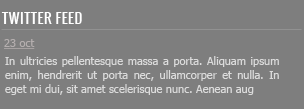 TWITTER FEED
23 oct
In ultricies pellentesque massa a porta. Aliquam ipsum
enim, hendrerit ut porta nec, ullamcorper et nulla. In
eget mi dui, sit amet scelerisque nunc. Aenean aug